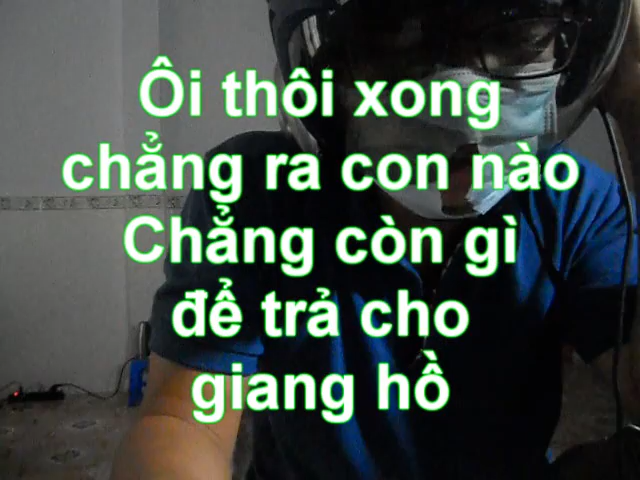 Ôi thôi xong
chẳng ra con nào
Chẳng còn gì
để trả cho
giang hồ